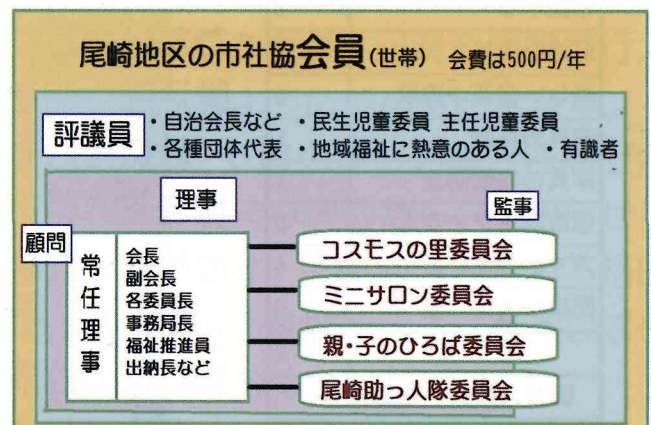 尾崎地区の市社協会員(世帯) 会費は500円/年
評議員
・自治会長など ・民生児童委員 主任児童委員
・各種団体代表 ・地域福祉に熱意のある人 ・有識者
理事
監事
顧問
常任理事
会長
副会長
各委員長
事務局長
福祉推進員
出納長など
コスモスの里委員会
ミニサロン委員会
親・子のひろば委員会
尾崎助っ人隊委員会